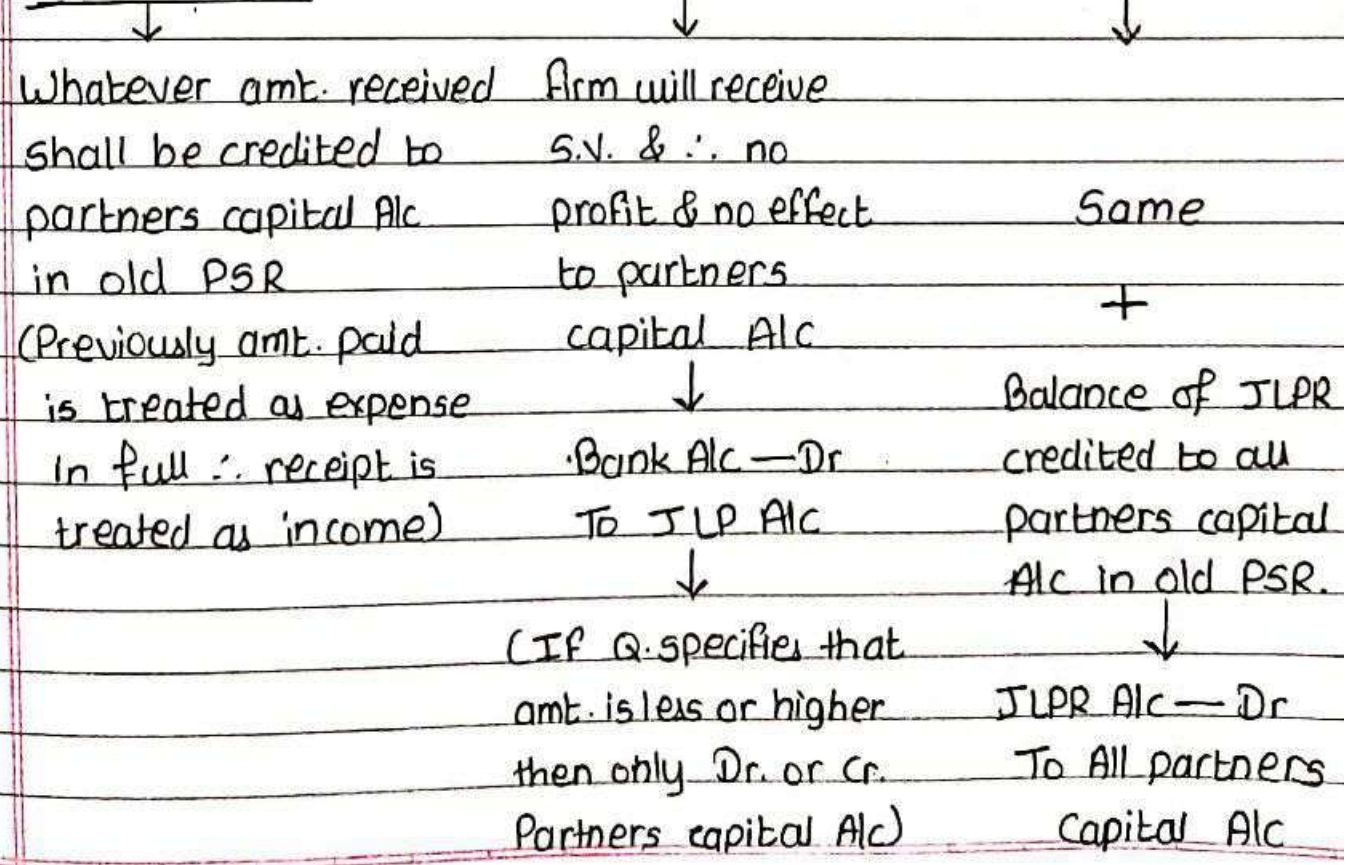 Whatever amt. received
shall be credited to
partners capital A/c
in old PSR
(Previously amt. paid
is treated as expense
in full ∴ receipt is
treated as income)
Firm will receive
S.V. & ∴ no
profit & no effect
to partners
capital A/c
↓
Bank A/c — Dr
To JLP A/c
↓
(If Q. specifies that
amt. is less or higher
then only Dr. or Cr.
Partners capital A/c)
Same
+
Balance of JLPR
credited to all
partners capital
A/c in old PSR.
↓
JLPR A/c — Dr
To All partners
Capital A/c